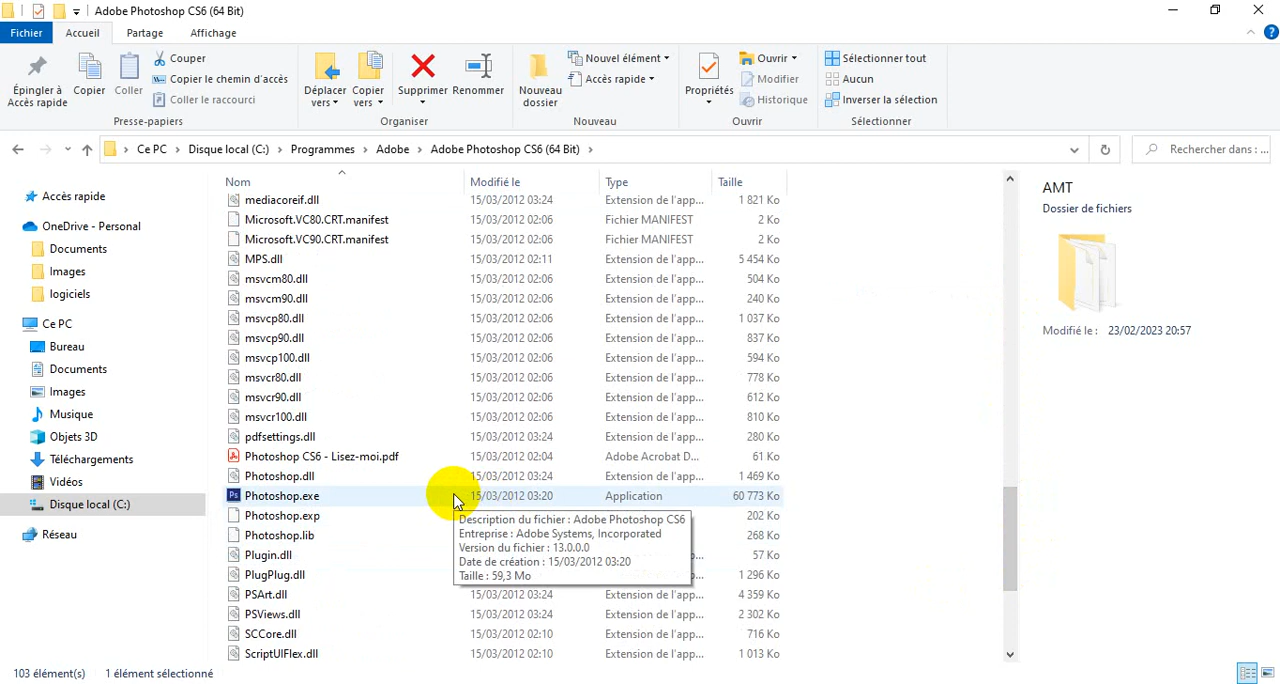 Adobe Photoshop CS6 (64 Bit)
Fichier Accueil Partage Affichage
Épingler à Accès rapide
Copier
Coller
Couper
Copier le chemin d'accès
Coller le raccourci
Presse-papiers
Déplacer vers
Copier vers
Supprimer
Renommer
Organiser
Nouveau dossier
Nouvel élément
Accès rapide
Nouveau
Propriétés
Ouvrir
Modifier
Historique
Ouvrir
Sélectionner tout
Aucun
Inverser la sélection
Sélectionner
Ce PC > Disque local (C:) > Programmes > Adobe > Adobe Photoshop CS6 (64 Bit) >
Rechercher dans : ...
Accès rapide
OneDrive - Personal
Documents
Images
logiciels
Ce PC
Bureau
Documents
Images
Musique
Objets 3D
Téléchargements
Vidéos
Disque local (C:)
Réseau
Nom Modifié le Type Taille
mediacoreif.dll 15/03/2012 03:24 Extension de l'app... 1 821 Ko
Microsoft.VC80.CRT.manifest 15/03/2012 02:06 Fichier MANIFEST 2 Ko
Microsoft.VC90.CRT.manifest 15/03/2012 02:06 Fichier MANIFEST 2 Ko
MPS.dll 15/03/2012 02:11 Extension de l'app... 5 454 Ko
msvcm80.dll 15/03/2012 02:06 Extension de l'app... 504 Ko
msvcm90.dll 15/03/2012 02:06 Extension de l'app... 240 Ko
msvcp80.dll 15/03/2012 02:06 Extension de l'app... 1 037 Ko
msvcp90.dll 15/03/2012 02:06 Extension de l'app... 837 Ko
msvcp100.dll 15/03/2012 02:06 Extension de l'app... 594 Ko
msvcr80.dll 15/03/2012 02:06 Extension de l'app... 778 Ko
msvcr90.dll 15/03/2012 02:06 Extension de l'app... 612 Ko
msvcr100.dll 15/03/2012 02:06 Extension de l'app... 810 Ko
pdfsettings.dll 15/03/2012 03:24 Extension de l'app... 280 Ko
Photoshop CS6 - Lisez-moi.pdf 15/03/2012 02:04 Adobe Acrobat D... 61 Ko
Photoshop.dll 15/03/2012 03:24 Extension de l'app... 1 469 Ko
Photoshop.exe 15/03/2012 03:20 Application 60 773 Ko
Photoshop.exp 202 Ko
Photoshop.lib 268 Ko
Plugin.dll 57 Ko
PlugPlug.dll 1 296 Ko
PSArt.dll 15/03/2012 03:24 Extension de l'app... 4 359 Ko
PSViews.dll 15/03/2012 03:24 Extension de l'app... 2 302 Ko
SCCore.dll 15/03/2012 02:10 Extension de l'app... 716 Ko
ScriptUIFlex.dll 15/03/2012 02:10 Extension de l'app... 1 013 Ko
Description du fichier : Adobe Photoshop CS6
Entreprise : Adobe Systems, Incorporated
Version du fichier : 13.0.0.0
Date de création : 15/03/2012 03:20
Taille : 59,3 Mo
AMT
Dossier de fichiers
Modifié le : 23/02/2023 20:57
103 élément(s) 1 élément sélectionné